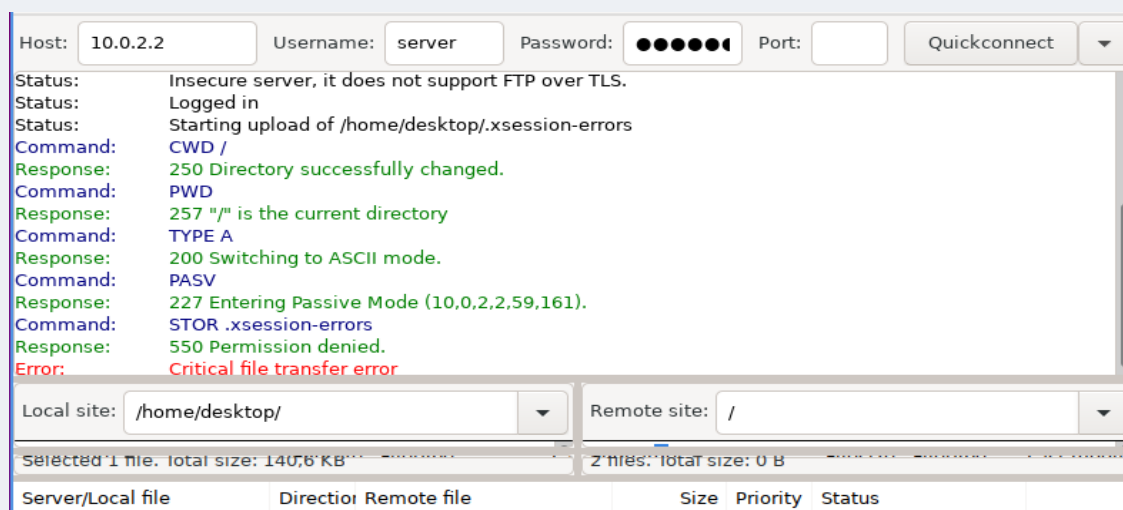 Host: 10.0.2.2 Username: server Password: ●●●●●● Port: Quickconnect
Status: Insecure server, it does not support FTP over TLS.
Status: Logged in
Status: Starting upload of /home/desktop/.xsession-errors
Command: CWD /
Response: 250 Directory successfully changed.
Command: PWD
Response: 257 "/" is the current directory
Command: TYPE A
Response: 200 Switching to ASCII mode.
Command: PASV
Response: 227 Entering Passive Mode (10,0,2,2,59,161).
Command: STOR .xsession-errors
Response: 550 Permission denied.
Error: Critical file transfer error
Local site: /home/desktop/ Remote site: /
Selected 1 file. Total size: 140,6 KB 2 files. Total size: 0 B
Server/Local file Direction Remote file Size Priority Status